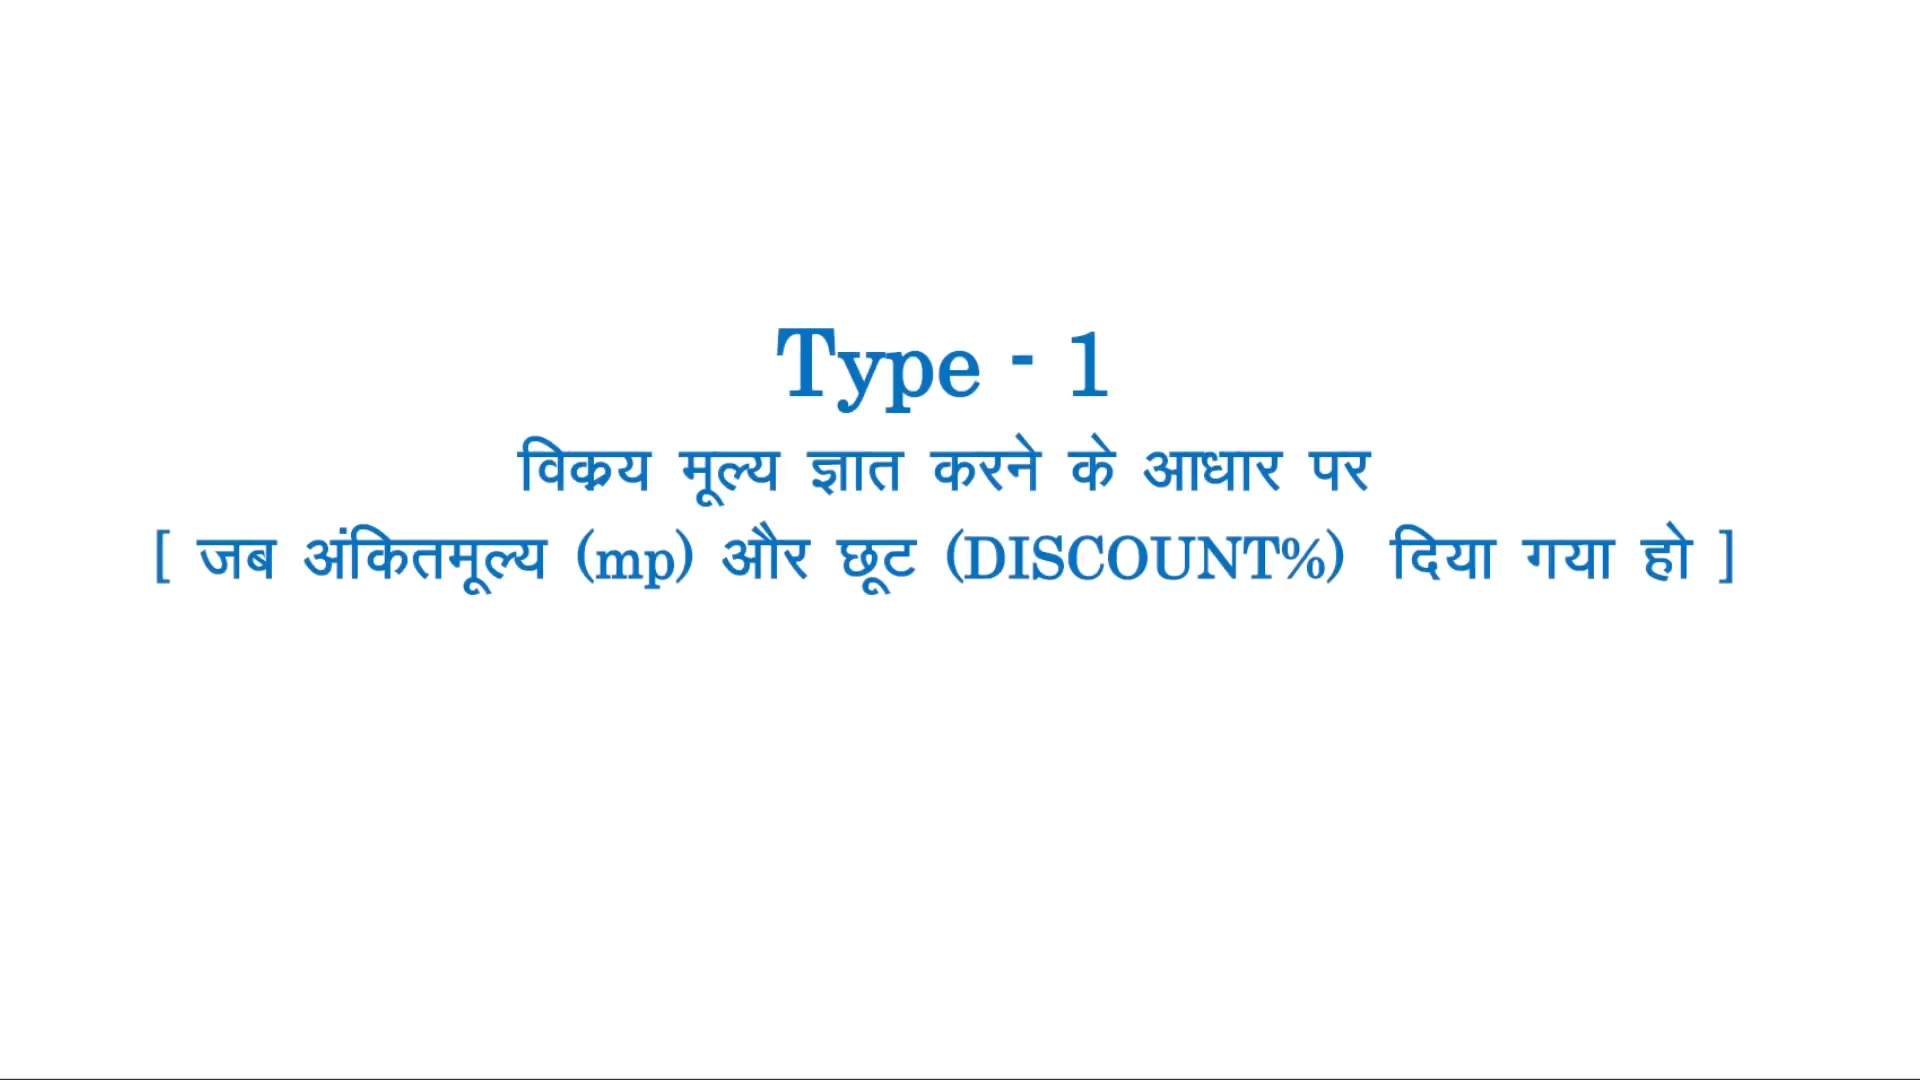 Type - 1
विक्रय मूल्य ज्ञात करने के आधार पर
[ जब अंकितमूल्य (mp) और छूट (DISCOUNT%) दिया गया हो ]